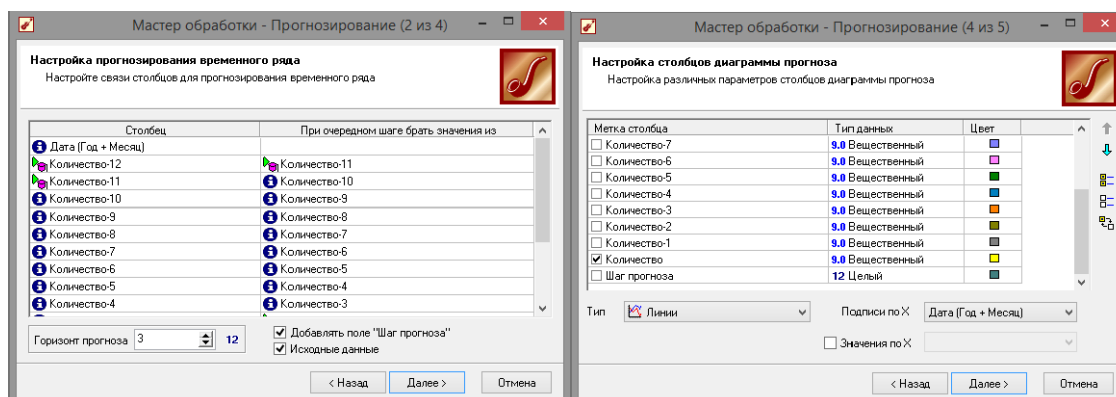 Мастер обработки - Прогнозирование (2 из 4)
Настройка прогнозирования временного ряда
Настройте связи столбцов для прогнозирования временного ряда
Столбец При очередном шаге брать значения из
Дата (Год + Месяц)
Количество-12 Количество-11
Количество-11 Количество-10
Количество-10 Количество-9
Количество-9 Количество-8
Количество-8 Количество-7
Количество-7 Количество-6
Количество-6 Количество-5
Количество-5 Количество-4
Количество-4 Количество-3
Горизонт прогноза 3 12
Добавлять поле "Шаг прогноза"
Исходные данные
< Назад Далее > Отмена
Мастер обработки - Прогнозирование (4 из 5)
Настройка столбцов диаграммы прогноза
Настройка различных параметров столбцов диаграммы прогноза
Метка столбца Тип данных Цвет
Количество-7 9.0 Вещественный
Количество-6 9.0 Вещественный
Количество-5 9.0 Вещественный
Количество-4 9.0 Вещественный
Количество-3 9.0 Вещественный
Количество-2 9.0 Вещественный
Количество-1 9.0 Вещественный
Количество 9.0 Вещественный
Шаг прогноза 12 Целый
Тип Линии Подписи по X Дата (Год + Месяц)
Значения по X
< Назад Далее > Отмена